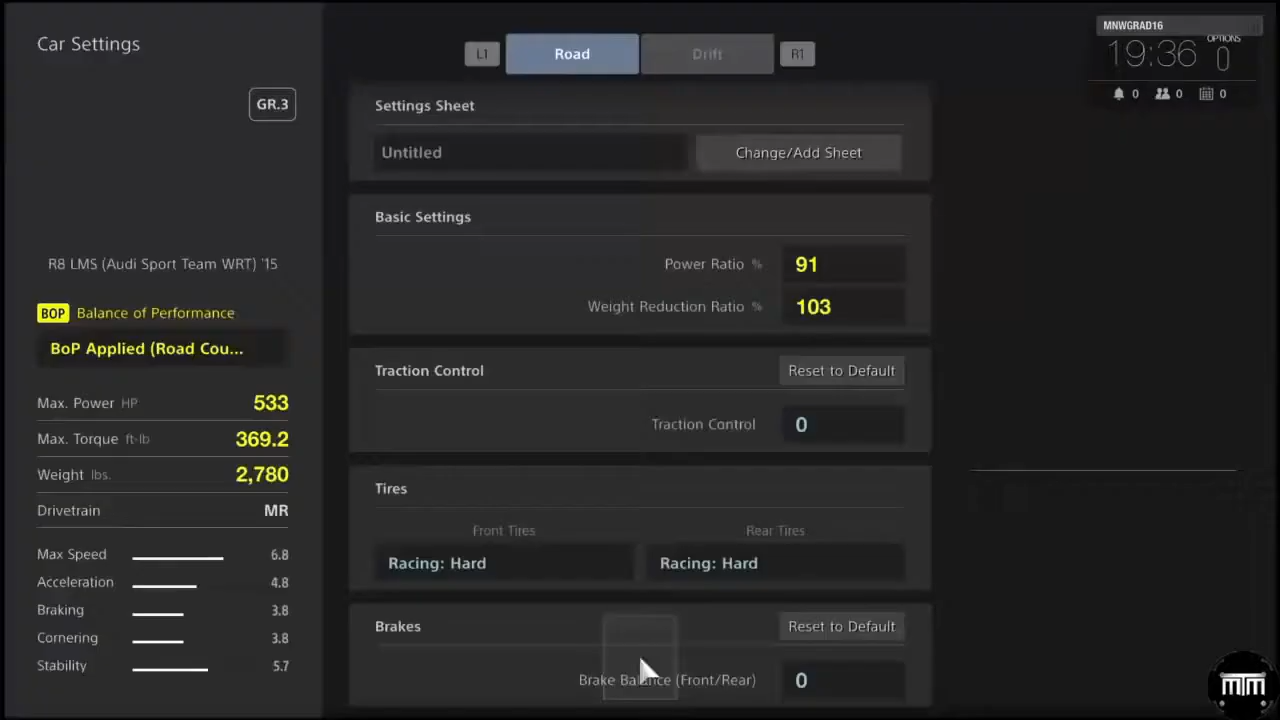 Car Settings
GR.3
R8 LMS (Audi Sport Team WRT) '15
BOP Balance of Performance
BoP Applied (Road Cou...
Max. Power HP 533
Max. Torque ft-lb 369.2
Weight lbs. 2,780
Drivetrain MR
Max Speed 6.8
Acceleration 4.8
Braking 3.8
Cornering 3.8
Stability 5.7
L1 Road Drift R1
Settings Sheet
Untitled Change/Add Sheet
Basic Settings
Power Ratio % 91
Weight Reduction Ratio % 103
Traction Control Reset to Default
Traction Control 0
Tires
Front Tires Rear Tires
Racing: Hard Racing: Hard
Brakes Reset to Default
Brake Balance (Front/Rear) 0
MNWGRAD16
19:36 OPTIONS
0 0 0
MTM